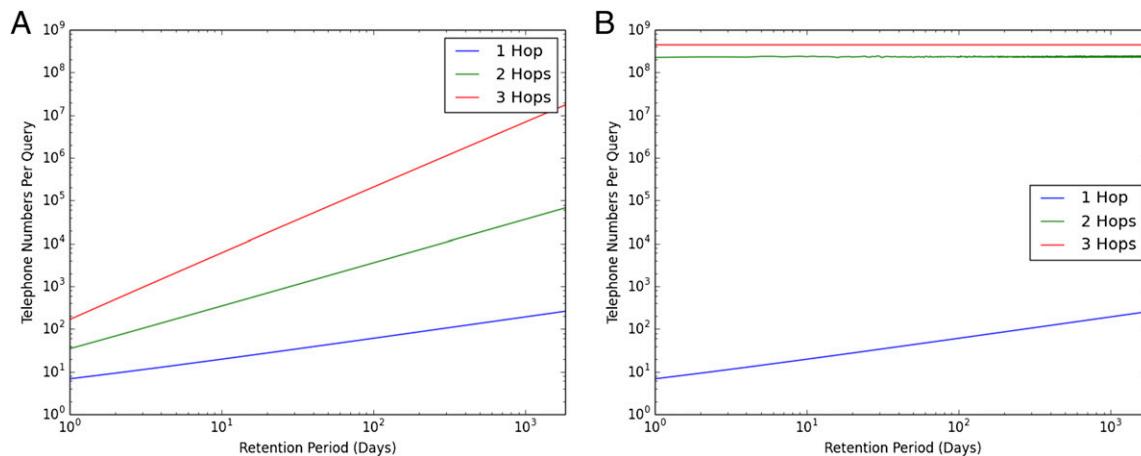 A
10^9
10^8
10^7
10^6
10^5
10^4
10^3
10^2
10^1
10^0
Telephone Numbers Per Query
1 Hop
2 Hops
3 Hops
10^0
10^1
10^2
10^3
Retention Period (Days)
B
10^9
10^8
10^7
10^6
10^5
10^4
10^3
10^2
10^1
10^0
Telephone Numbers Per Query
1 Hop
2 Hops
3 Hops
10^0
10^1
10^2
10^3
Retention Period (Days)